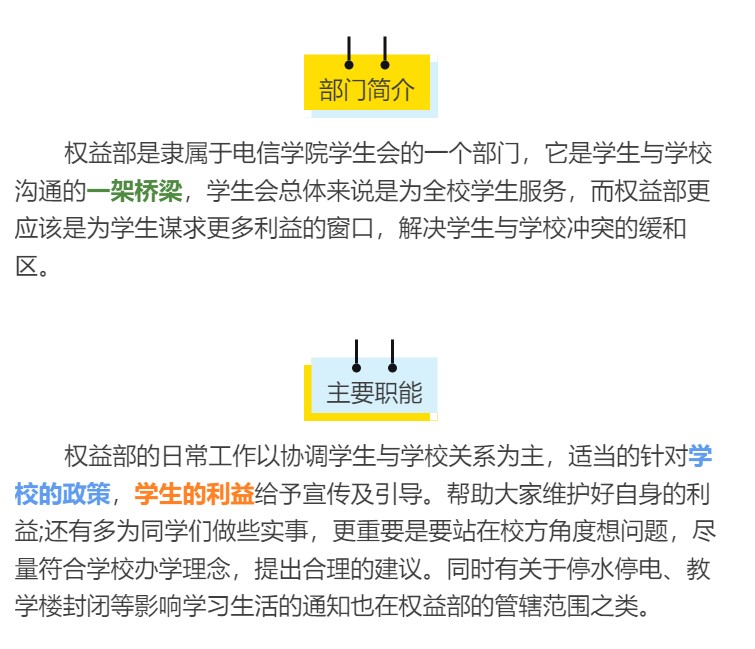 部门简介
权益部是隶属于电信学院学生会的一个部门，它是学生与学校
沟通的一架桥梁，学生会总体来说是为全校学生服务，而权益部更
应该是为学生谋求更多利益的窗口，解决学生与学校冲突的缓和
区。
主要职能
权益部的日常工作以协调学生与学校关系为主，适当的针对学
校的政策，学生的利益给予宣传及引导。帮助大家维护好自身的利
益;还有多为同学们做些实事，更重要是要站在校方角度想问题，尽
量符合学校办学理念，提出合理的建议。同时有关于停水停电、教
学楼封闭等影响学习生活的通知也在权益部的管辖范围之类。